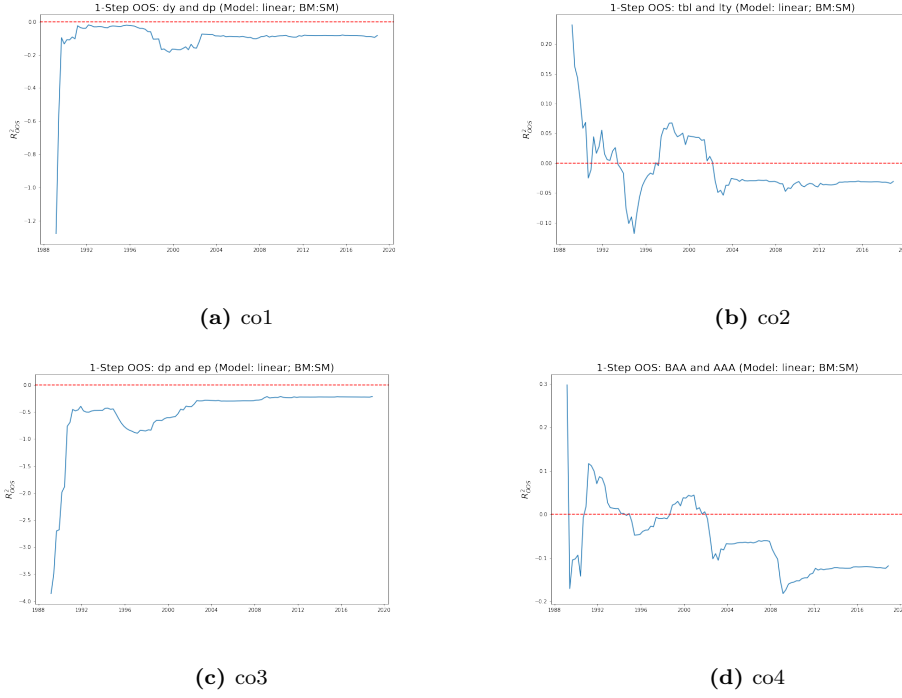 1-Step OOS: dy and dp (Model: linear; BM:SM)
0.0
−0.2
−0.4
−0.6
−0.8
−1.0
−1.2
R²OOS
1988 1992 1996 2000 2004 2008 2012 2016 2020
(a) co1
1-Step OOS: tbl and lty (Model: linear; BM:SM)
0.20
0.15
0.10
0.05
0.00
−0.05
−0.10
R²OOS
1988 1992 1996 2000 2004 2008 2012 2016
(b) co2
1-Step OOS: dp and ep (Model: linear; BM:SM)
0.0
−0.5
−1.0
−1.5
−2.0
−2.5
−3.0
−3.5
−4.0
R²OOS
1988 1992 1996 2000 2004 2008 2012 2016 2020
(c) co3
1-Step OOS: BAA and AAA (Model: linear; BM:SM)
0.3
0.2
0.1
0.0
−0.1
−0.2
R²OOS
1988 1992 1996 2000 2004 2008 2012 2016
(d) co4